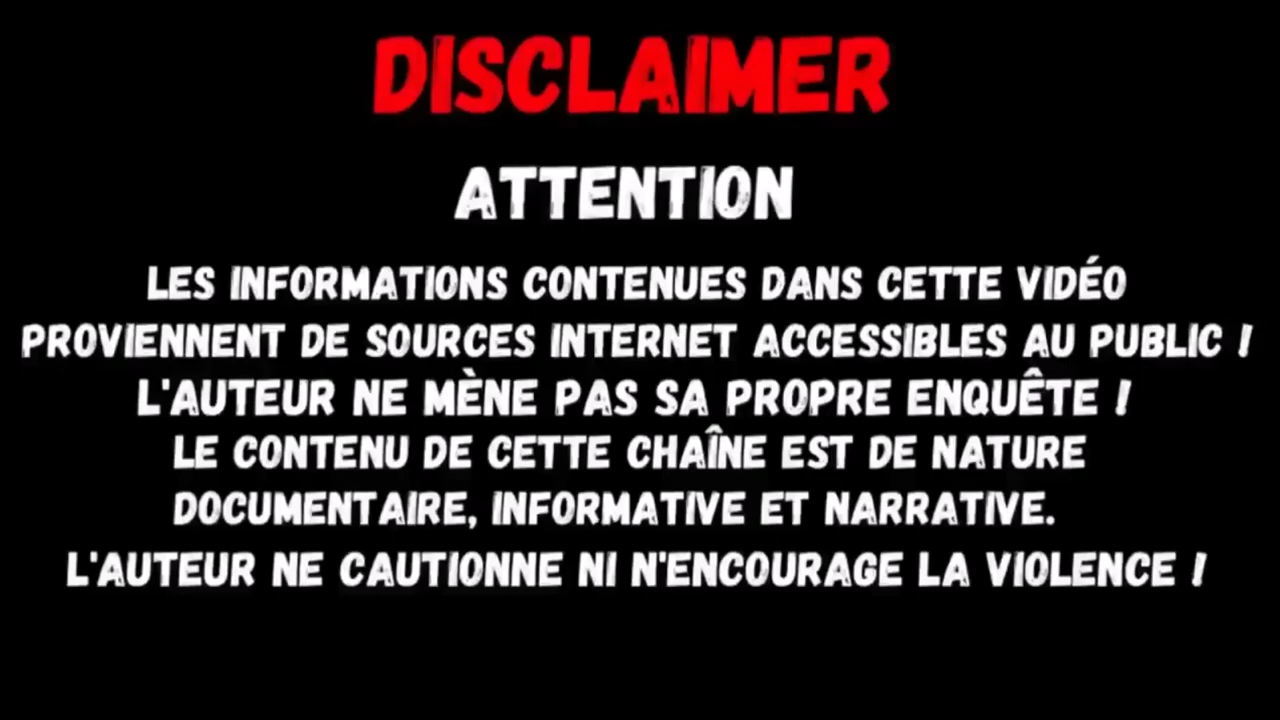 DISCLAIMER
ATTENTION
LES INFORMATIONS CONTENUES DANS CETTE VIDÉO
PROVIENNENT DE SOURCES INTERNET ACCESSIBLES AU PUBLIC !
L'AUTEUR NE MÈNE PAS SA PROPRE ENQUÊTE !
LE CONTENU DE CETTE CHAÎNE EST DE NATURE
DOCUMENTAIRE, INFORMATIVE ET NARRATIVE.
L'AUTEUR NE CAUTIONNE NI N'ENCOURAGE LA VIOLENCE !